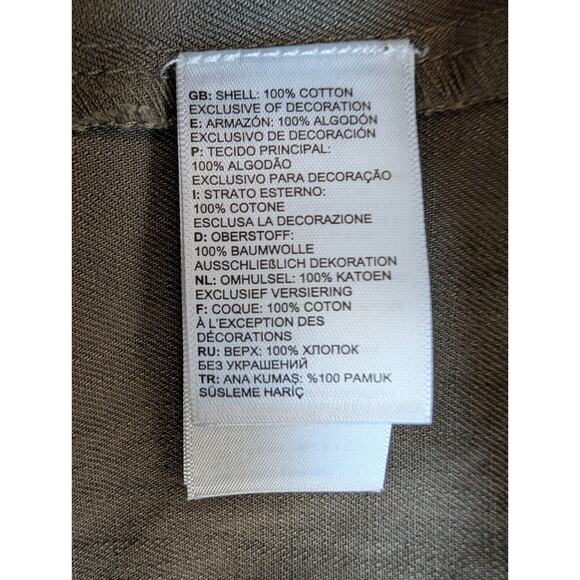 GB: SHELL: 100% COTTON
EXCLUSIVE OF DECORATION
E: ARMAZÓN: 100% ALGODÓN
EXCLUSIVO DE DECORACIÓN
P: TECIDO PRINCIPAL:
100% ALGODÃO
EXCLUSIVO PARA DECORAÇÃO
I: STRATO ESTERNO:
100% COTONE
ESCLUSA LA DECORAZIONE
D: OBERSTOFF:
100% BAUMWOLLE
AUSSCHLIEßLICH DEKORATION
NL: OMHULSEL: 100% KATOEN
EXCLUSIEF VERSIERING
F: COQUE: 100% COTON
À L'EXCEPTION DES
DÉCORATIONS
RU: ВЕРХ: 100% ХЛОПОК
БЕЗ УКРАШЕНИЙ
TR: ANA KUMAŞ: %100 PAMUK
SÜSLEME HARİÇ